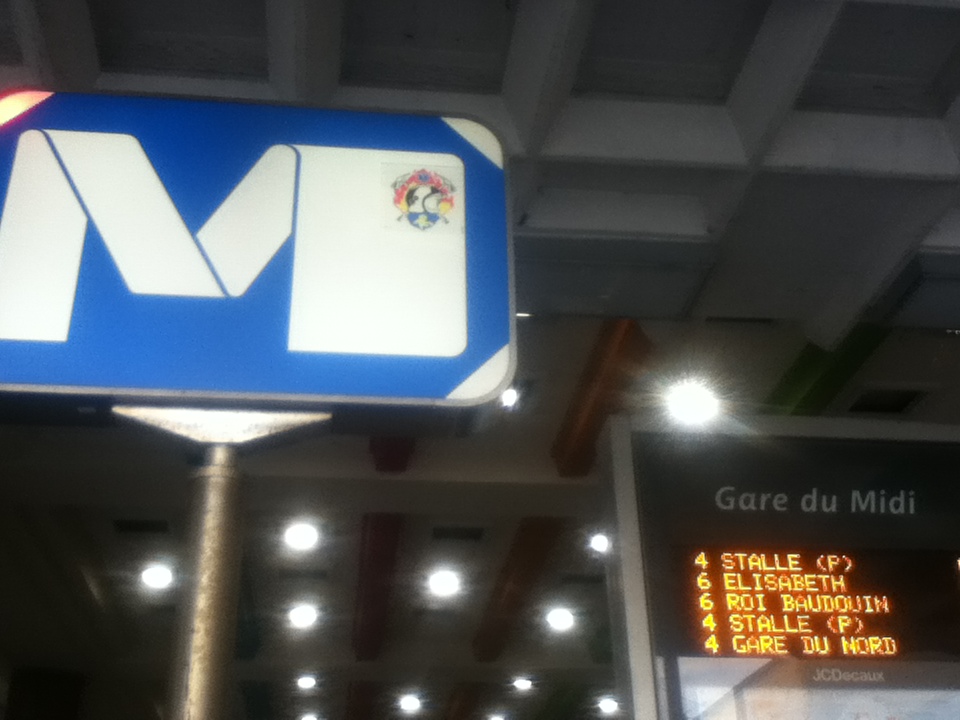 M
Gare du Midi
4 STALLE (P)
6 ELISABETH
6 ROI BAUDOUIN
4 STALLE (P)
4 GARE DU NORD
JCDecaux